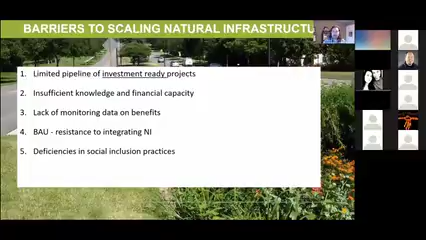 BARRIERS TO SCALING NATURAL INFRASTRUCTU
1. Limited pipeline of investment ready projects
2. Insufficient knowledge and financial capacity
3. Lack of monitoring data on benefits
4. BAU - resistance to integrating NI
5. Deficiencies in social inclusion practices